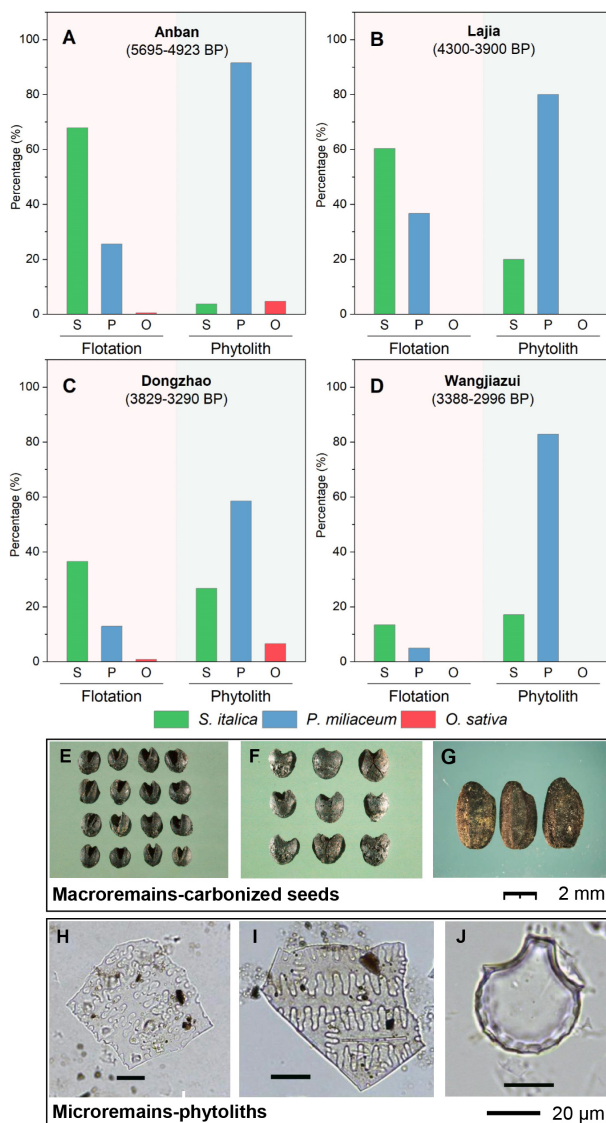 A
Anban
(5695-4923 BP)
100
80
60
40
20
0
Percentage (%)
S P O S P O
Flotation Phytolith
B
Lajia
(4300-3900 BP)
100
80
60
40
20
0
Percentage (%)
S P O S P O
Flotation Phytolith
C
Dongzhao
(3829-3290 BP)
100
80
60
40
20
0
Percentage (%)
S P O S P O
Flotation Phytolith
D
Wangjiazui
(3388-2996 BP)
100
80
60
40
20
0
Percentage (%)
S P O S P O
Flotation Phytolith
S. italica P. miliaceum O. sativa
E F G
Macroremains-carbonized seeds 2 mm
H I J
Microremains-phytoliths 20 μm